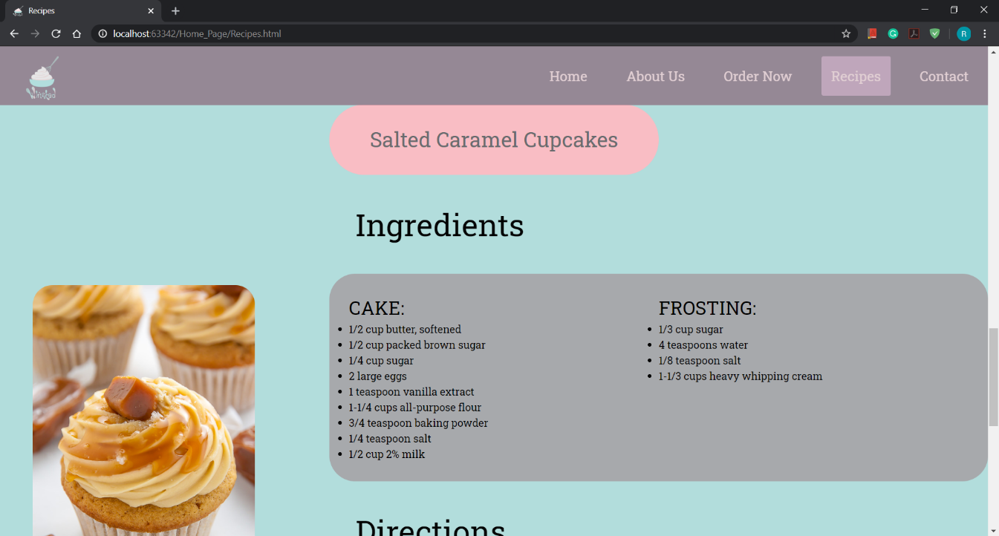 Recipes
localhost:63342/Home_Page/Recipes.html
R
Home About Us Order Now Recipes Contact
Salted Caramel Cupcakes
Ingredients
CAKE:
1/2 cup butter, softened
1/2 cup packed brown sugar
1/4 cup sugar
2 large eggs
1 teaspoon vanilla extract
1-1/4 cups all-purpose flour
3/4 teaspoon baking powder
1/4 teaspoon salt
1/2 cup 2% milk
FROSTING:
1/3 cup sugar
4 teaspoons water
1/8 teaspoon salt
1-1/3 cups heavy whipping cream
Directions